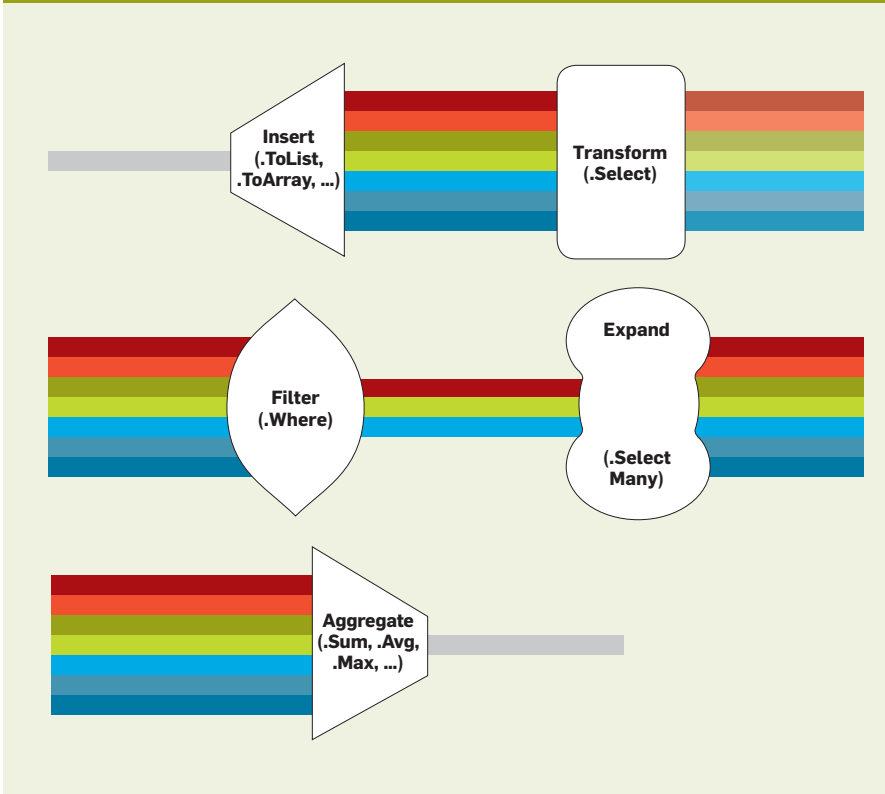 Insert
(.ToList,
.ToArray, ...)
Transform
(.Select)
Filter
(.Where)
Expand
(.Select
Many)
Aggregate
(.Sum, .Avg,
.Max, ...)